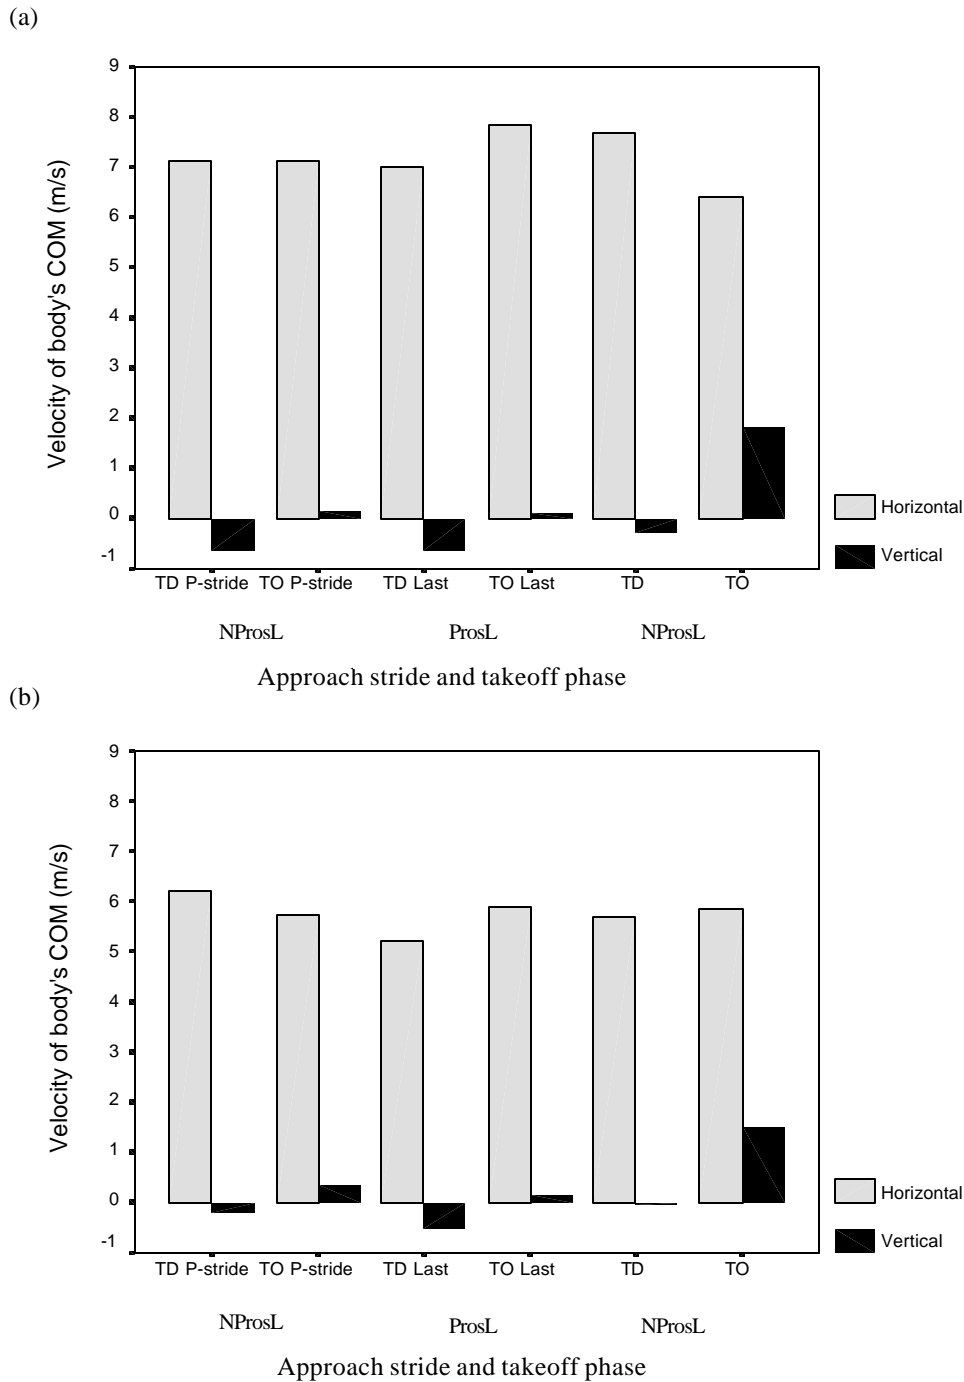 (a)
9
8
7
6
5
4
3
2
1
0
-1
Velocity of body's COM (m/s)
Horizontal
Vertical
TD P-stride TO P-stride TD Last TO Last TD TO
NProsL ProsL NProsL
Approach stride and takeoff phase
(b)
9
8
7
6
5
4
3
2
1
0
-1
Velocity of body's COM (m/s)
Horizontal
Vertical
TD P-stride TO P-stride TD Last TO Last TD TO
NProsL ProsL NProsL
Approach stride and takeoff phase